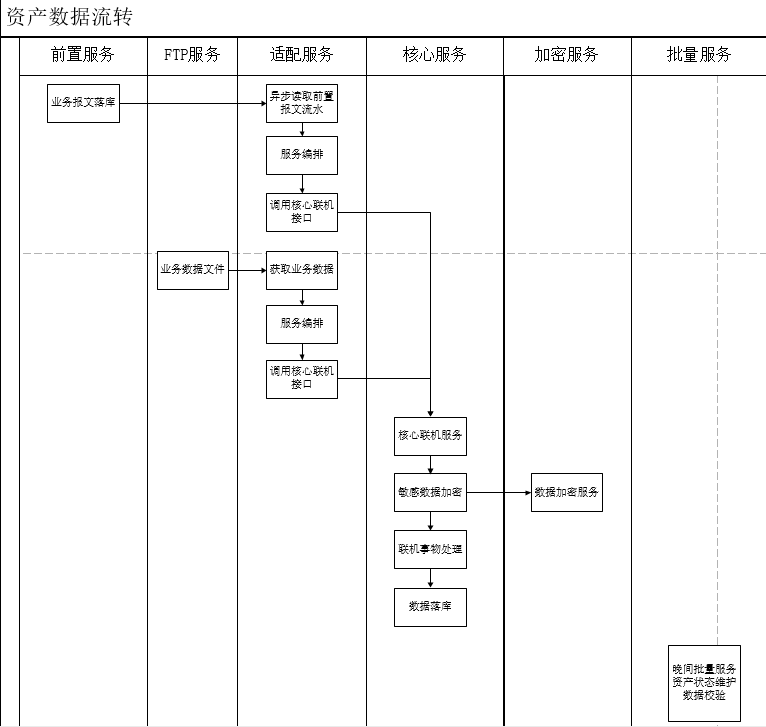 资产数据流转
前置服务
FTP服务
适配服务
核心服务
加密服务
批量服务
业务报文落库
异步读取前置
报文流水
服务编排
调用核心联机
接口
业务数据文件
获取业务数据
服务编排
调用核心联机
接口
核心联机服务
敏感数据加密
数据加密服务
联机事物处理
数据落库
晚间批量服务
资产状态维护
数据校验